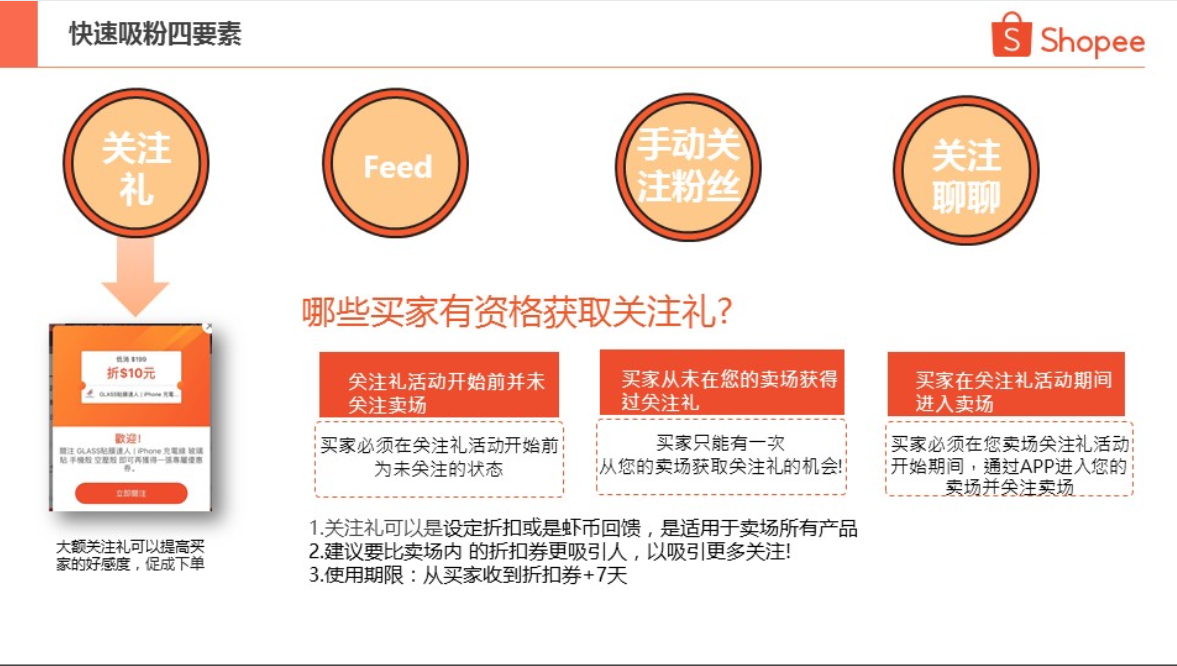 快速吸粉四要素
Shopee
关注
礼
Feed
手动关
注粉丝
关注
聊聊
哪些买家有资格获取关注礼?
低消 $199
折$10元
GLASS貼膜達人 | iPhone 充電...
歡迎!
關注 GLASS貼膜達人 | iPhone 充電線 玻璃
貼 手機殼 空壓殼 即可再獲得一張專屬優惠
券。
立即關注
大额关注礼可以提高买
家的好感度，促成下单
关注礼活动开始前并未
关注卖场
买家必须在关注礼活动开始前
为未关注的状态
买家从未在您的卖场获得
过关注礼
买家只能有一次
从您的卖场获取关注礼的机会!
买家在关注礼活动期间
进入卖场
买家必须在您卖场关注礼活动
开始期间，通过APP进入您的
卖场并关注卖场
1.关注礼可以是设定折扣或是虾币回馈，是适用于卖场所有产品
2.建议要比卖场内 的折扣券更吸引人，以吸引更多关注!
3.使用期限：从买家收到折扣券+7天